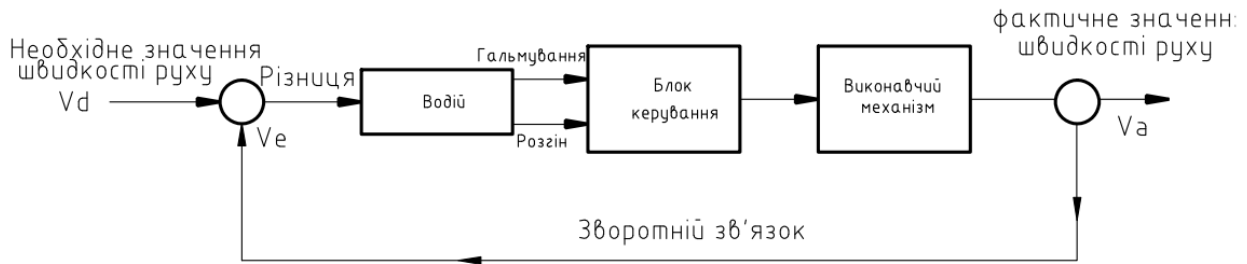 Необхідне значення
швидкості руху
Vd
Різниця
Ve
Водій
Гальмування
Розгін
Блок
керування
Виконавчий
механізм
фактичне значенн
швидкості руху
Va
Зворотній зв'язок